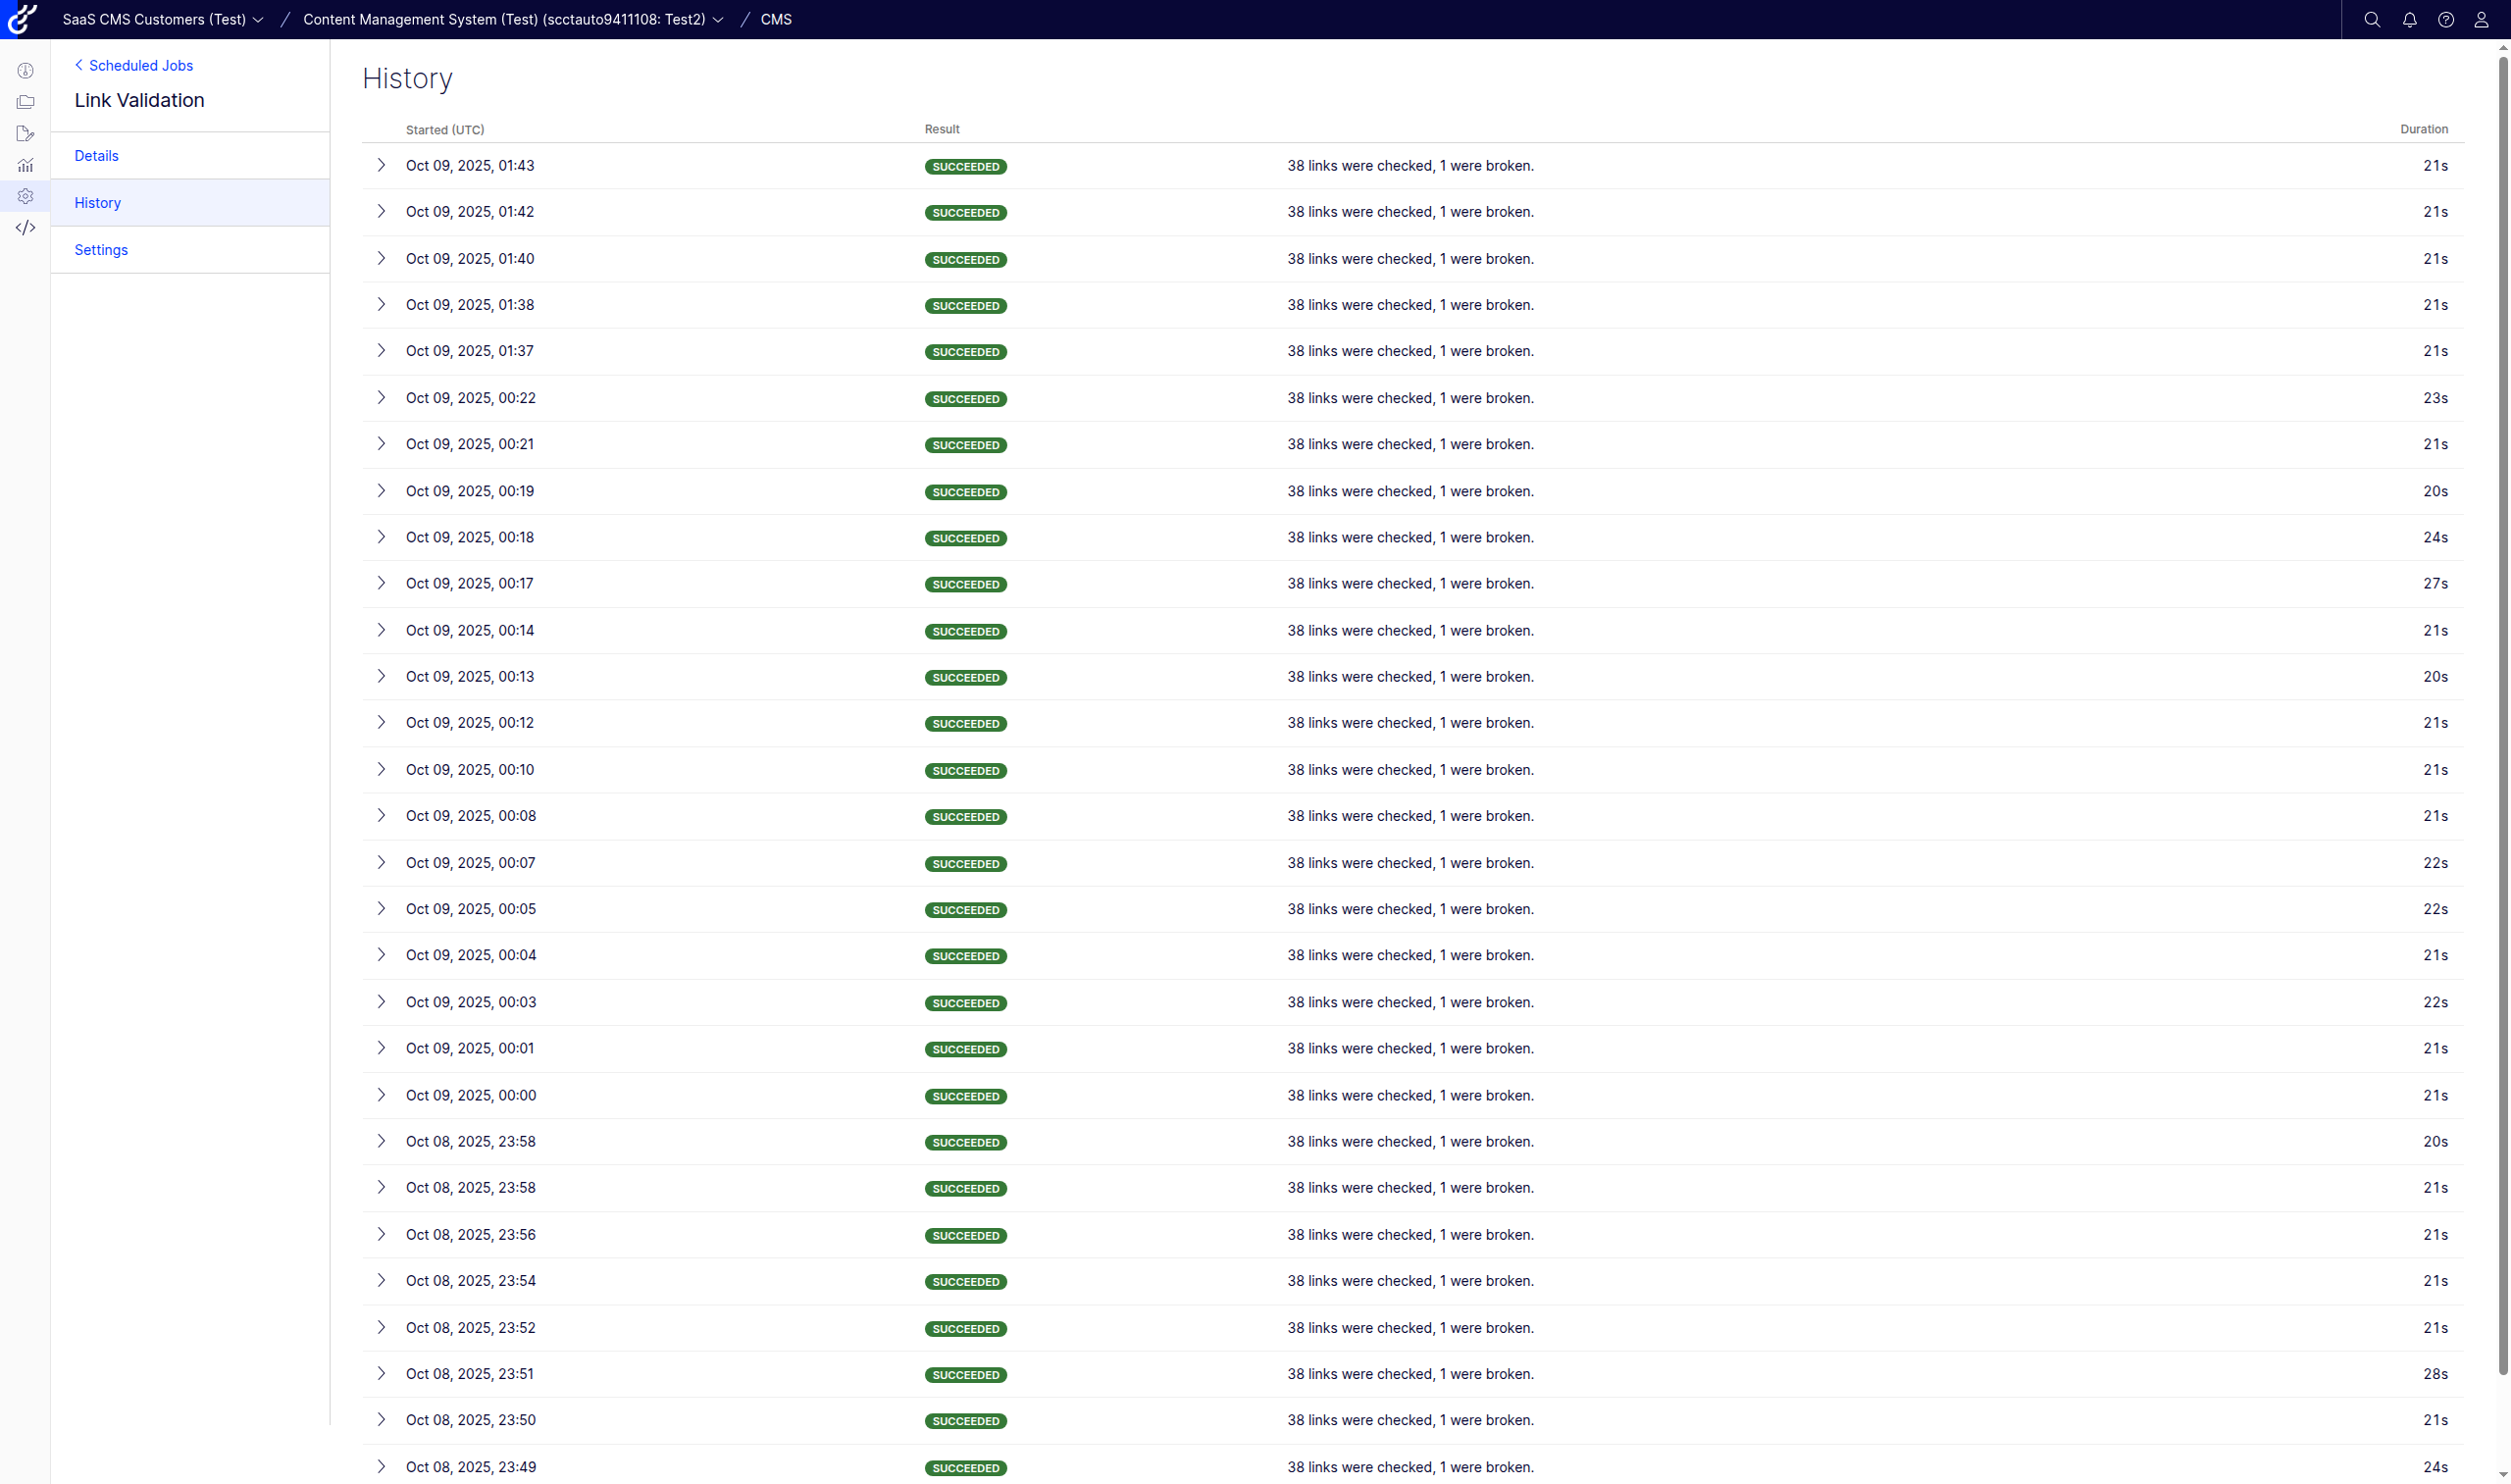 SaaS CMS Customers (Test) / Content Management System (Test) (scctauto9411108: Test2) / CMS
Scheduled Jobs
Link Validation
Details
History
Settings
History
Started (UTC) Result Duration
Oct 09, 2025, 01:43 SUCCEEDED 38 links were checked, 1 were broken. 21s
Oct 09, 2025, 01:42 SUCCEEDED 38 links were checked, 1 were broken. 21s
Oct 09, 2025, 01:40 SUCCEEDED 38 links were checked, 1 were broken. 21s
Oct 09, 2025, 01:38 SUCCEEDED 38 links were checked, 1 were broken. 21s
Oct 09, 2025, 01:37 SUCCEEDED 38 links were checked, 1 were broken. 21s
Oct 09, 2025, 00:22 SUCCEEDED 38 links were checked, 1 were broken. 23s
Oct 09, 2025, 00:21 SUCCEEDED 38 links were checked, 1 were broken. 21s
Oct 09, 2025, 00:19 SUCCEEDED 38 links were checked, 1 were broken. 20s
Oct 09, 2025, 00:18 SUCCEEDED 38 links were checked, 1 were broken. 24s
Oct 09, 2025, 00:17 SUCCEEDED 38 links were checked, 1 were broken. 27s
Oct 09, 2025, 00:14 SUCCEEDED 38 links were checked, 1 were broken. 21s
Oct 09, 2025, 00:13 SUCCEEDED 38 links were checked, 1 were broken. 20s
Oct 09, 2025, 00:12 SUCCEEDED 38 links were checked, 1 were broken. 21s
Oct 09, 2025, 00:10 SUCCEEDED 38 links were checked, 1 were broken. 21s
Oct 09, 2025, 00:08 SUCCEEDED 38 links were checked, 1 were broken. 21s
Oct 09, 2025, 00:07 SUCCEEDED 38 links were checked, 1 were broken. 22s
Oct 09, 2025, 00:05 SUCCEEDED 38 links were checked, 1 were broken. 22s
Oct 09, 2025, 00:04 SUCCEEDED 38 links were checked, 1 were broken. 21s
Oct 09, 2025, 00:03 SUCCEEDED 38 links were checked, 1 were broken. 22s
Oct 09, 2025, 00:01 SUCCEEDED 38 links were checked, 1 were broken. 21s
Oct 09, 2025, 00:00 SUCCEEDED 38 links were checked, 1 were broken. 21s
Oct 08, 2025, 23:58 SUCCEEDED 38 links were checked, 1 were broken. 20s
Oct 08, 2025, 23:58 SUCCEEDED 38 links were checked, 1 were broken. 21s
Oct 08, 2025, 23:56 SUCCEEDED 38 links were checked, 1 were broken. 21s
Oct 08, 2025, 23:54 SUCCEEDED 38 links were checked, 1 were broken. 21s
Oct 08, 2025, 23:52 SUCCEEDED 38 links were checked, 1 were broken. 21s
Oct 08, 2025, 23:51 SUCCEEDED 38 links were checked, 1 were broken. 28s
Oct 08, 2025, 23:50 SUCCEEDED 38 links were checked, 1 were broken. 21s
Oct 08, 2025, 23:49 SUCCEEDED 38 links were checked, 1 were broken. 24s